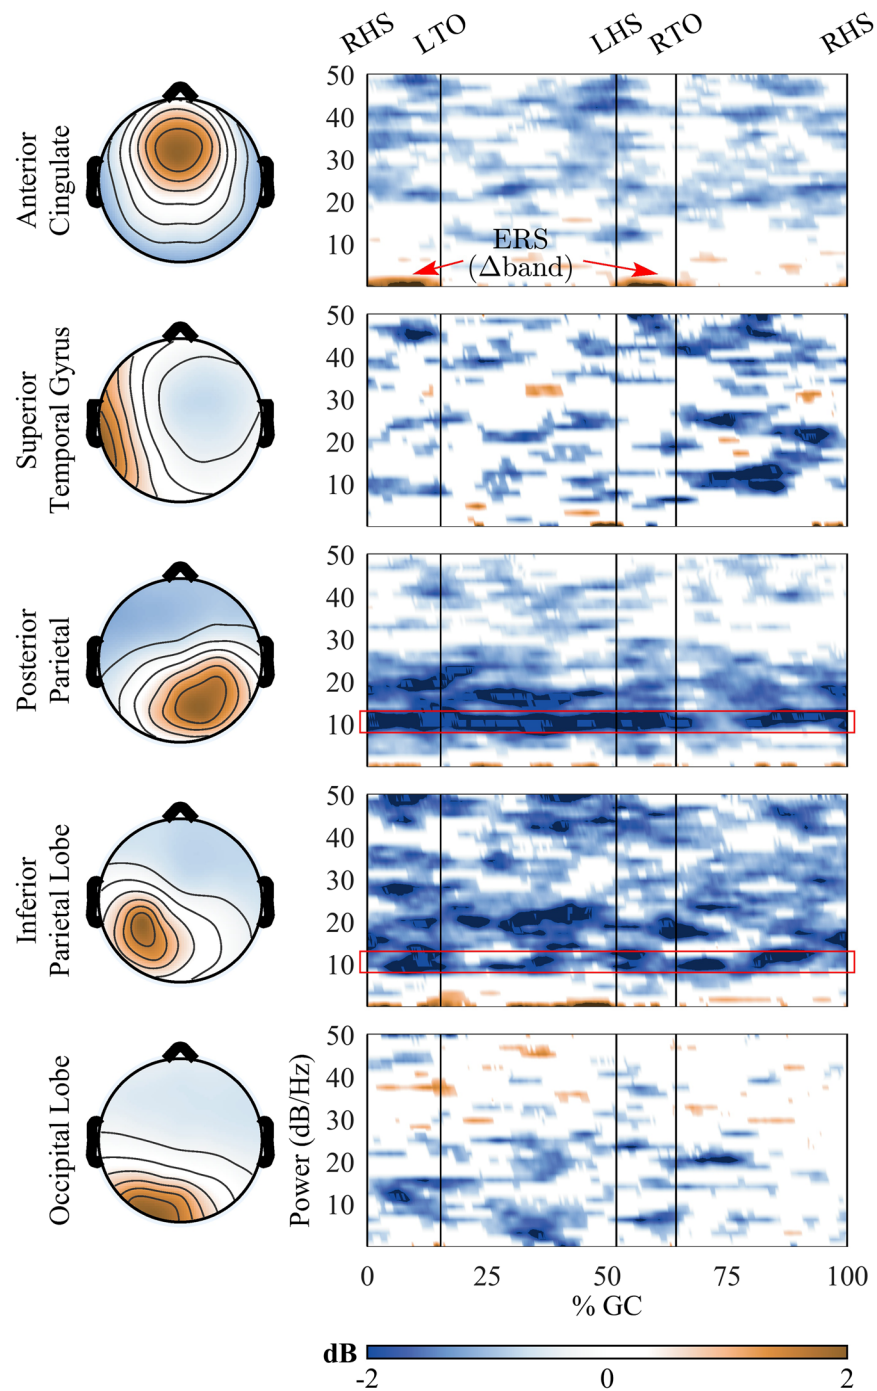 RHS LTO LHS RTO RHS
Anterior
Cingulate
50
40
30
20
10
ERS
(Δband)
Superior
Temporal Gyrus
50
40
30
20
10
Posterior
Parietal
50
40
30
20
10
Inferior
Parietal Lobe
50
40
30
20
10
Occipital Lobe
Power (dB/Hz)
50
40
30
20
10
0 25 50 75 100
% GC
dB
-2 0 2